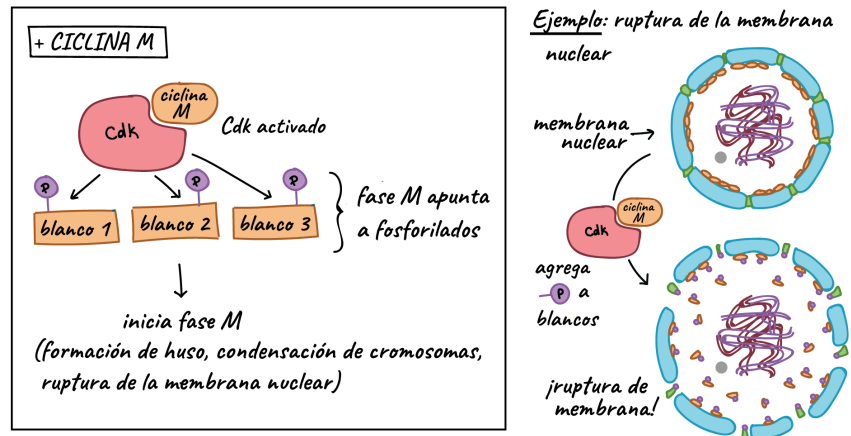 + CICLINA M
ciclina
M
Cdk
Cdk activado
P
P
P
blanco 1
blanco 2
blanco 3
fase M apunta
a fosforilados
inicia fase M
(formación de huso, condensación de cromosomas,
ruptura de la membrana nuclear)
Ejemplo: ruptura de la membrana
nuclear
membrana
nuclear
ciclina
M
Cdk
agrega
P a
blancos
¡ruptura de
membrana!